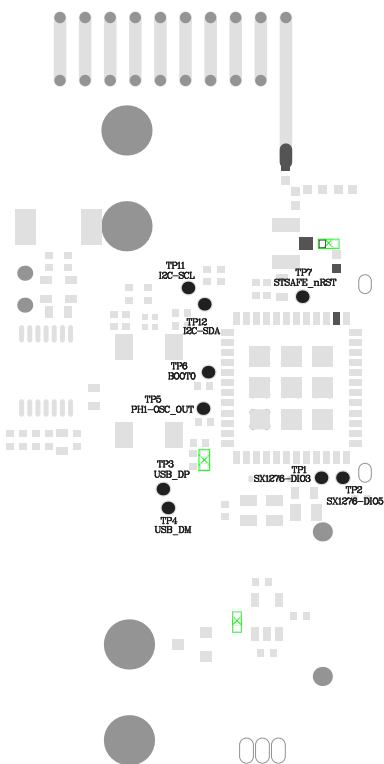 TP11
I2C-SCL
TP7
STSAFE_nRST
TP12
I2C-SDA
TP6
BOOT0
TP5
PH1-OSC_OUT
TP3
USB_DP
TP1
SX1276-DIO3
TP2
SX1276-DIO5
TP4
USB_DM